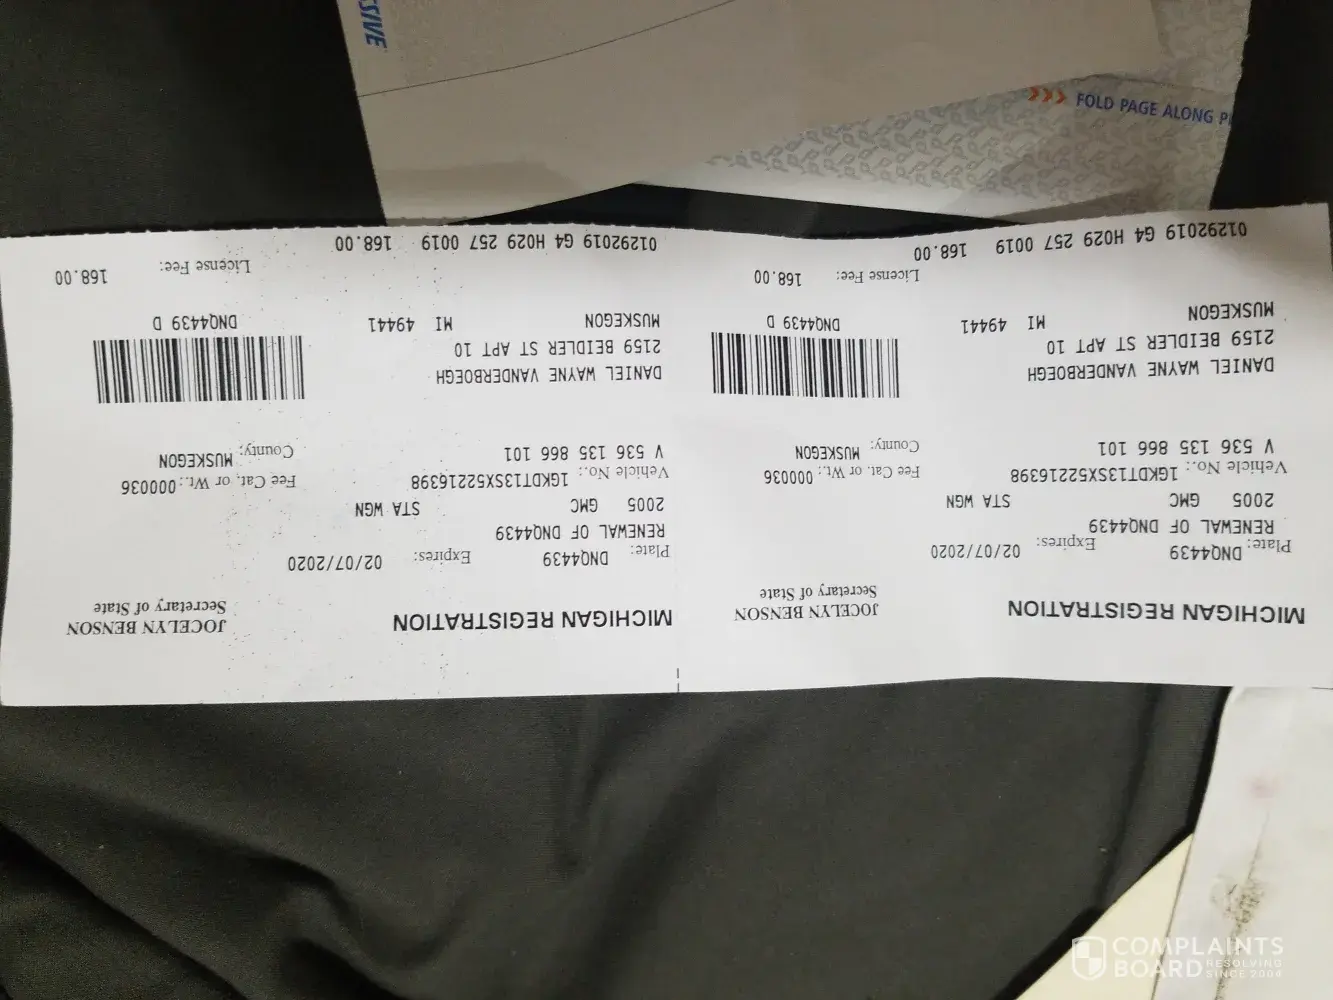 MICHIGAN REGISTRATION
JOCELYN BENSON
Secretary of State
Plate: DNQ4439 Expires: 02/07/2020
RENEWAL OF DNQ4439
2005 GMC STA WGN
Vehicle No.: 1GKDT13SX52216398 Fee Cat. or Wt.: 000036
V 536 135 866 101 County: MUSKEGON
DANIEL WAYNE VANDERBOEGH
2159 BEIDLER ST APT 10
MUSKEGON MI 49441 DNQ4439 D
License Fee: 168.00
01292019 G4 H029 257 0019 168.00
MICHIGAN REGISTRATION
JOCELYN BENSON
Secretary of State
Plate: DNQ4439 Expires: 02/07/2020
RENEWAL OF DNQ4439
2005 GMC STA WGN
Vehicle No.: 1GKDT13SX52216398 Fee Cat. or Wt.: 000036
V 536 135 866 101 County: MUSKEGON
DANIEL WAYNE VANDERBOEGH
2159 BEIDLER ST APT 10
MUSKEGON MI 49441 DNQ4439 D
License Fee: 168.00
01292019 G4 H029 257 0019 168.00
SSIVE
FOLD PAGE ALONG
COMPLAINTS
BOARD RESOLVING
SINCE 2004